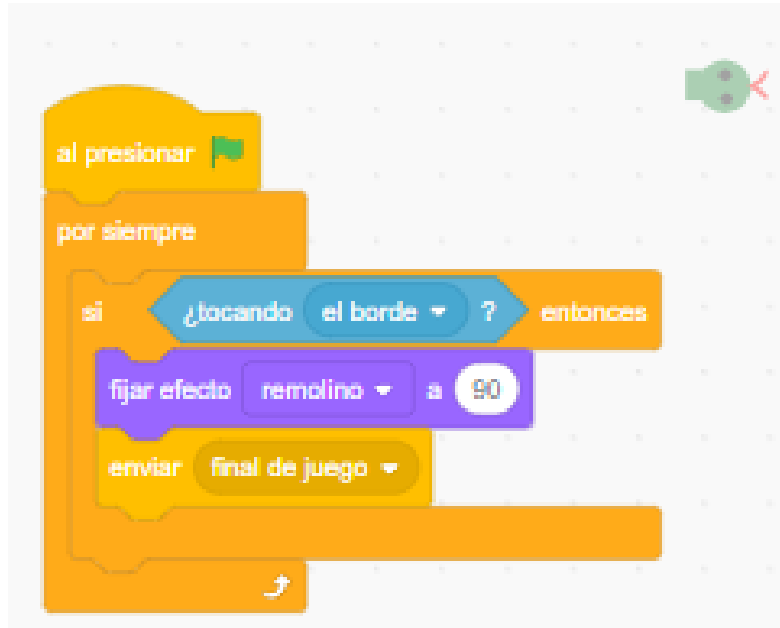 al presionar
por siempre
si ¿tocando el borde ? entonces
fijar efecto remolino a 90
enviar final de juego